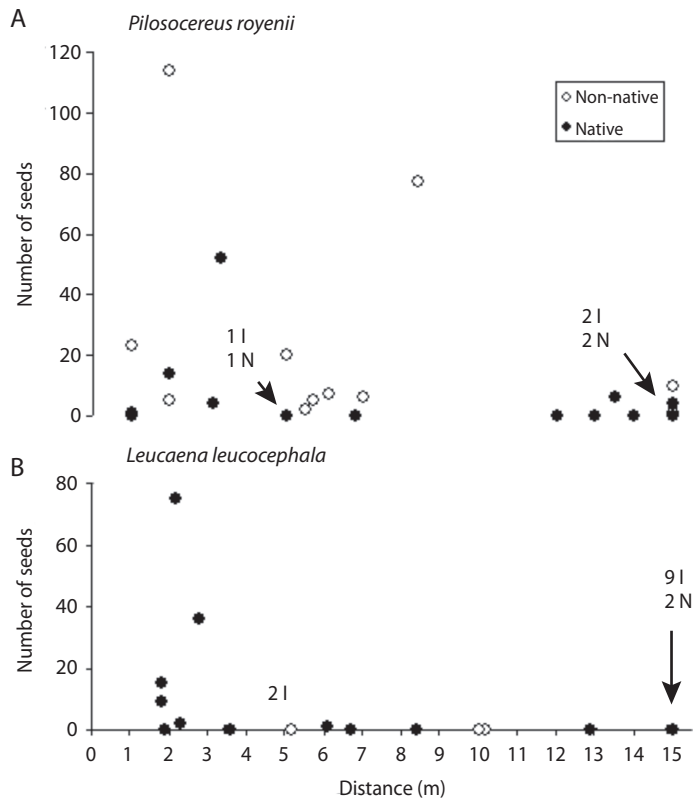 A
Pilosocereus royenii
120
100
80
60
40
20
0
Number of seeds
Non-native
Native
1 I
1 N
2 I
2 N
B
Leucaena leucocephala
80
60
40
20
0
Number of seeds
2 I
9 I
2 N
0 1 2 3 4 5 6 7 8 9 10 11 12 13 14 15
Distance (m)